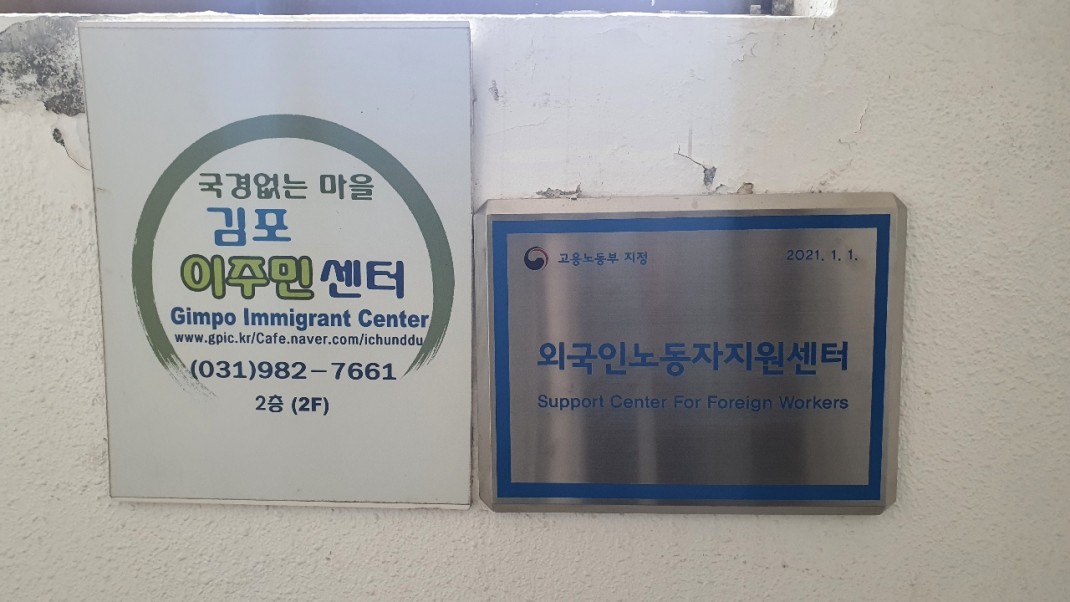 국경없는 마을
김포
이주민 센터
Gimpo Immigrant Center
www.gpic.kr/Cafe.naver.com/ichunddu
(031)982-7661
2층 (2F)
고용노동부 지정
2021. 1. 1.
외국인노동자지원센터
Support Center For Foreign Workers